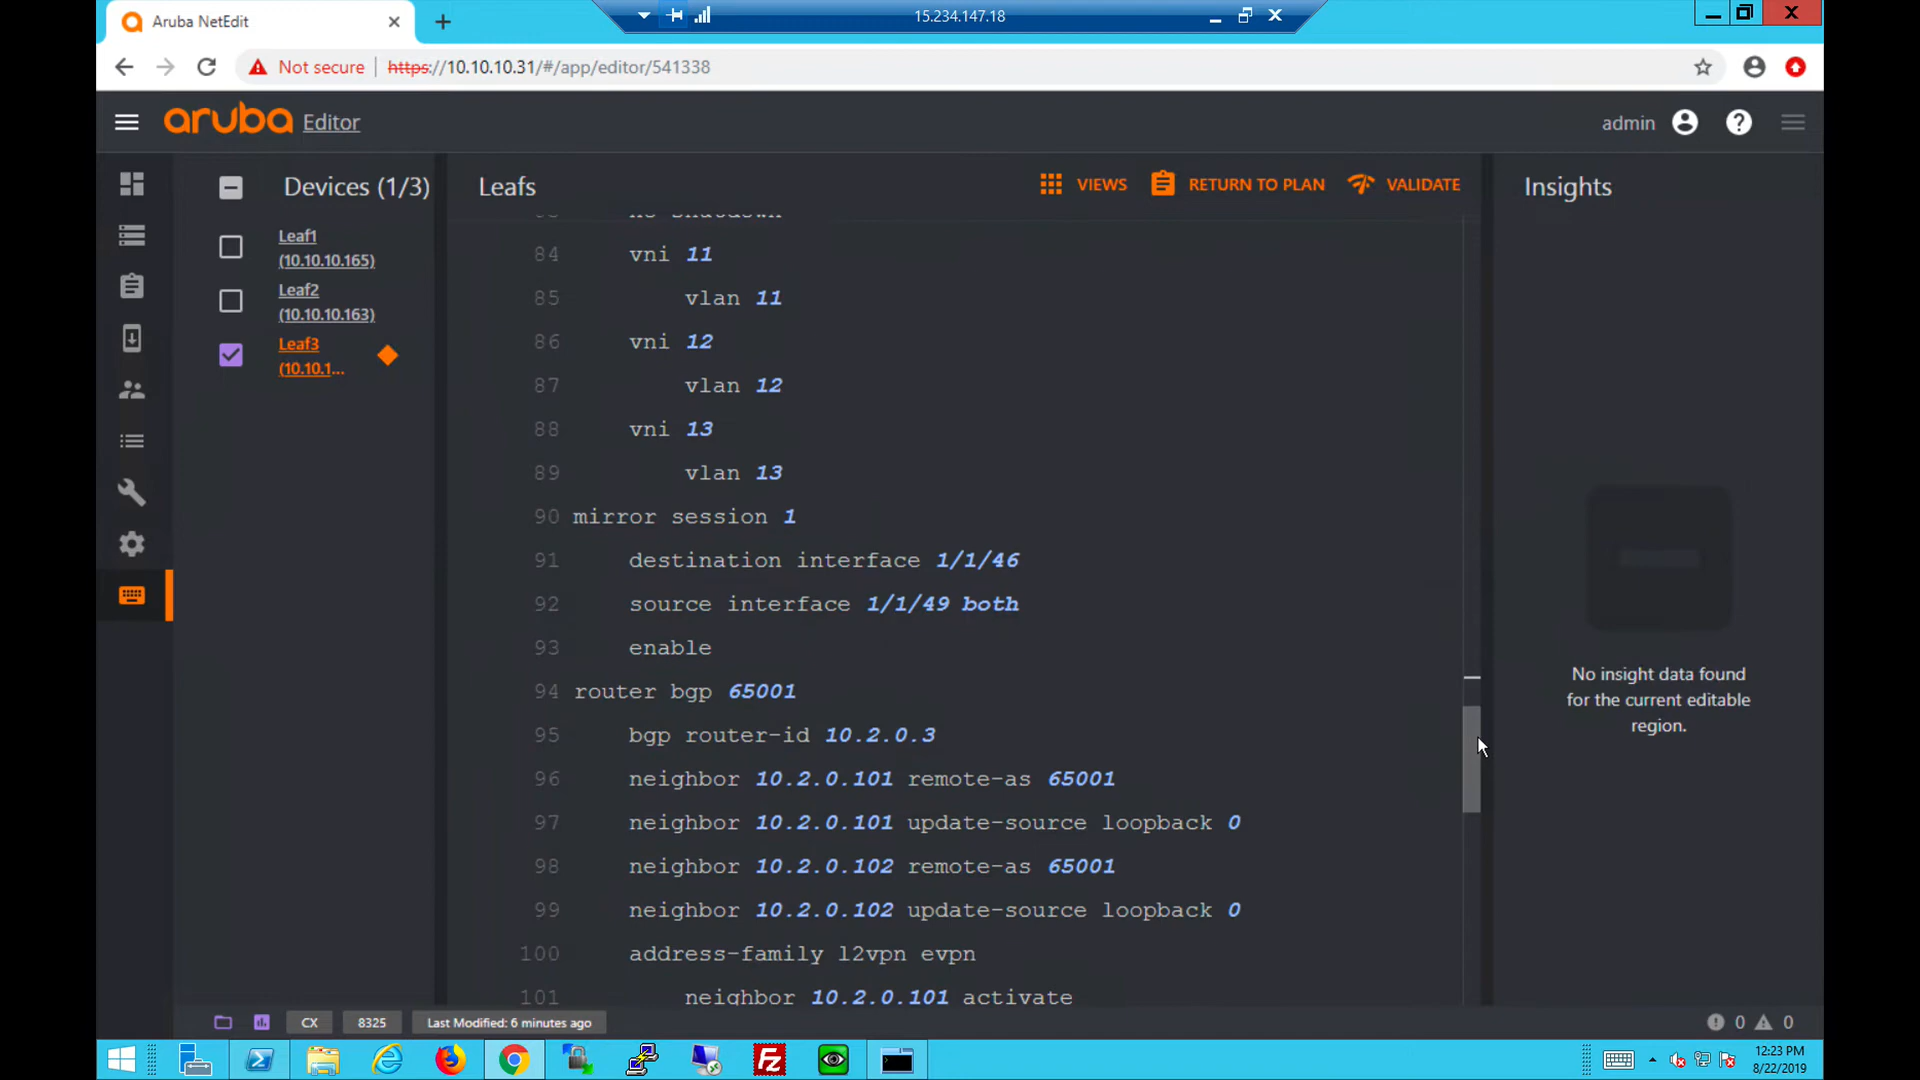 Aruba NetEdit
15.234.147.18
Not secure https://10.10.10.31/#/app/editor/541338
aruba Editor
admin
Devices (1/3)
Leafs
VIEWS
RETURN TO PLAN
VALIDATE
Insights
Leaf1
(10.10.10.165)
Leaf2
(10.10.10.163)
Leaf3
(10.10.1...
no shutdown
84 vni 11
85 vlan 11
86 vni 12
87 vlan 12
88 vni 13
89 vlan 13
90 mirror session 1
91 destination interface 1/1/46
92 source interface 1/1/49 both
93 enable
94 router bgp 65001
95 bgp router-id 10.2.0.3
96 neighbor 10.2.0.101 remote-as 65001
97 neighbor 10.2.0.101 update-source loopback 0
98 neighbor 10.2.0.102 remote-as 65001
99 neighbor 10.2.0.102 update-source loopback 0
100 address-family l2vpn evpn
101 neighbor 10.2.0.101 activate
No insight data found
for the current editable
region.
CX
8325
Last Modified: 6 minutes ago
0
0
12:23 PM
8/22/2019